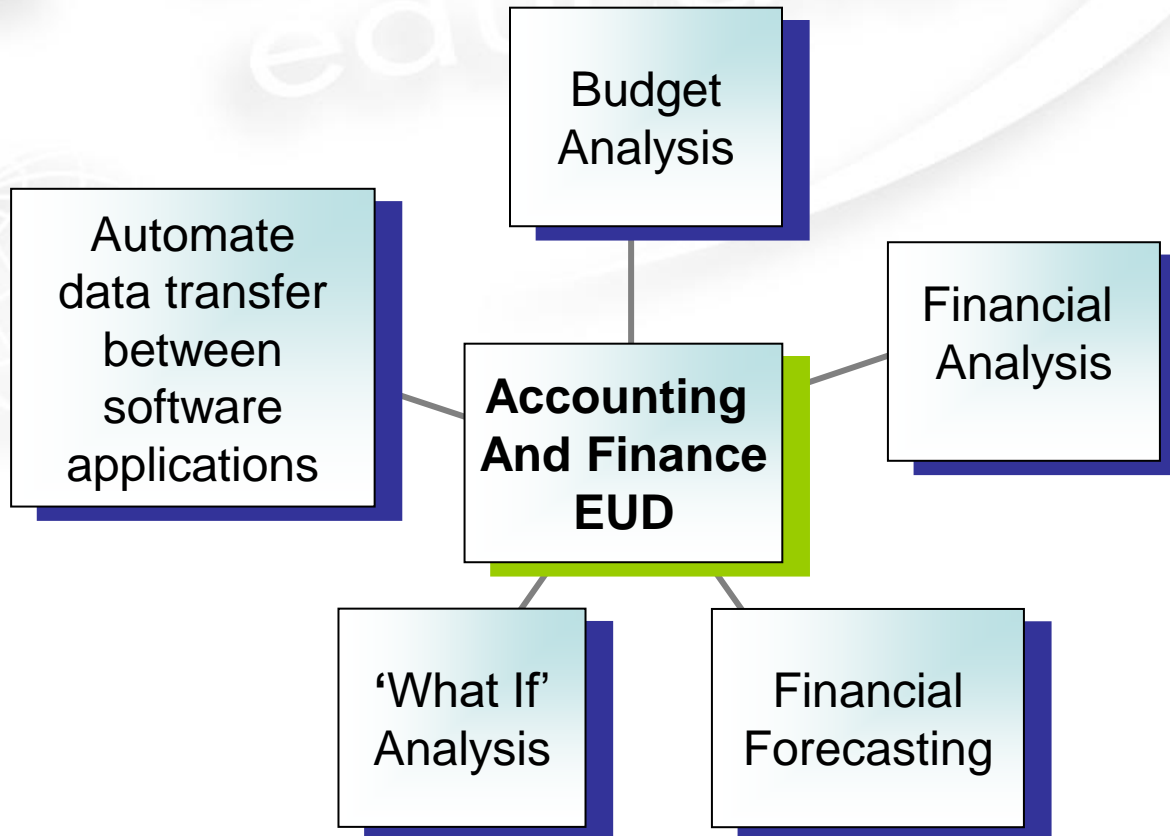 Budget
Analysis
Automate
data transfer
between
software
applications
Financial
Analysis
Accounting
And Finance
EUD
‘What If’
Analysis
Financial
Forecasting